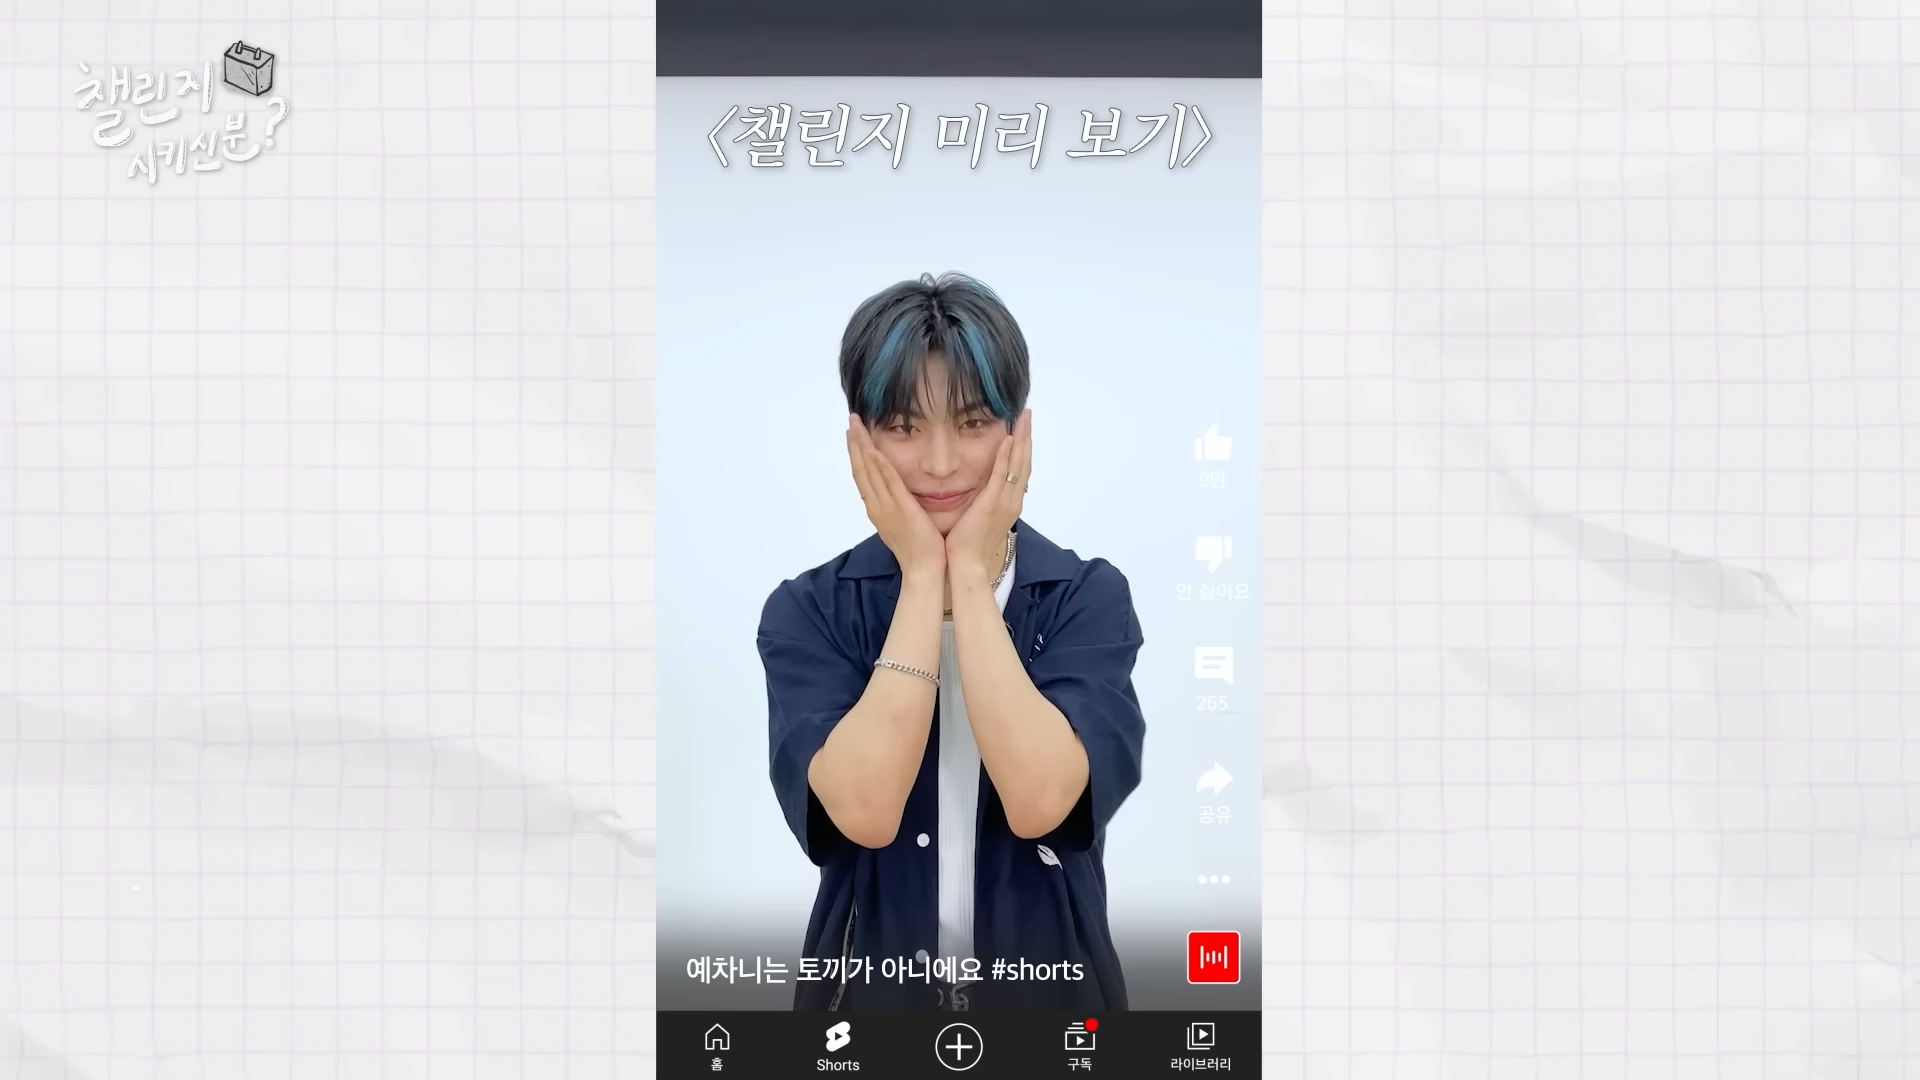 챌린지
시키신분?
<챌린지 미리 보기>
9만
안 싫어요
265
공유
예차니는 토끼가 아니에요 #shorts
홈
Shorts
구독
라이브러리